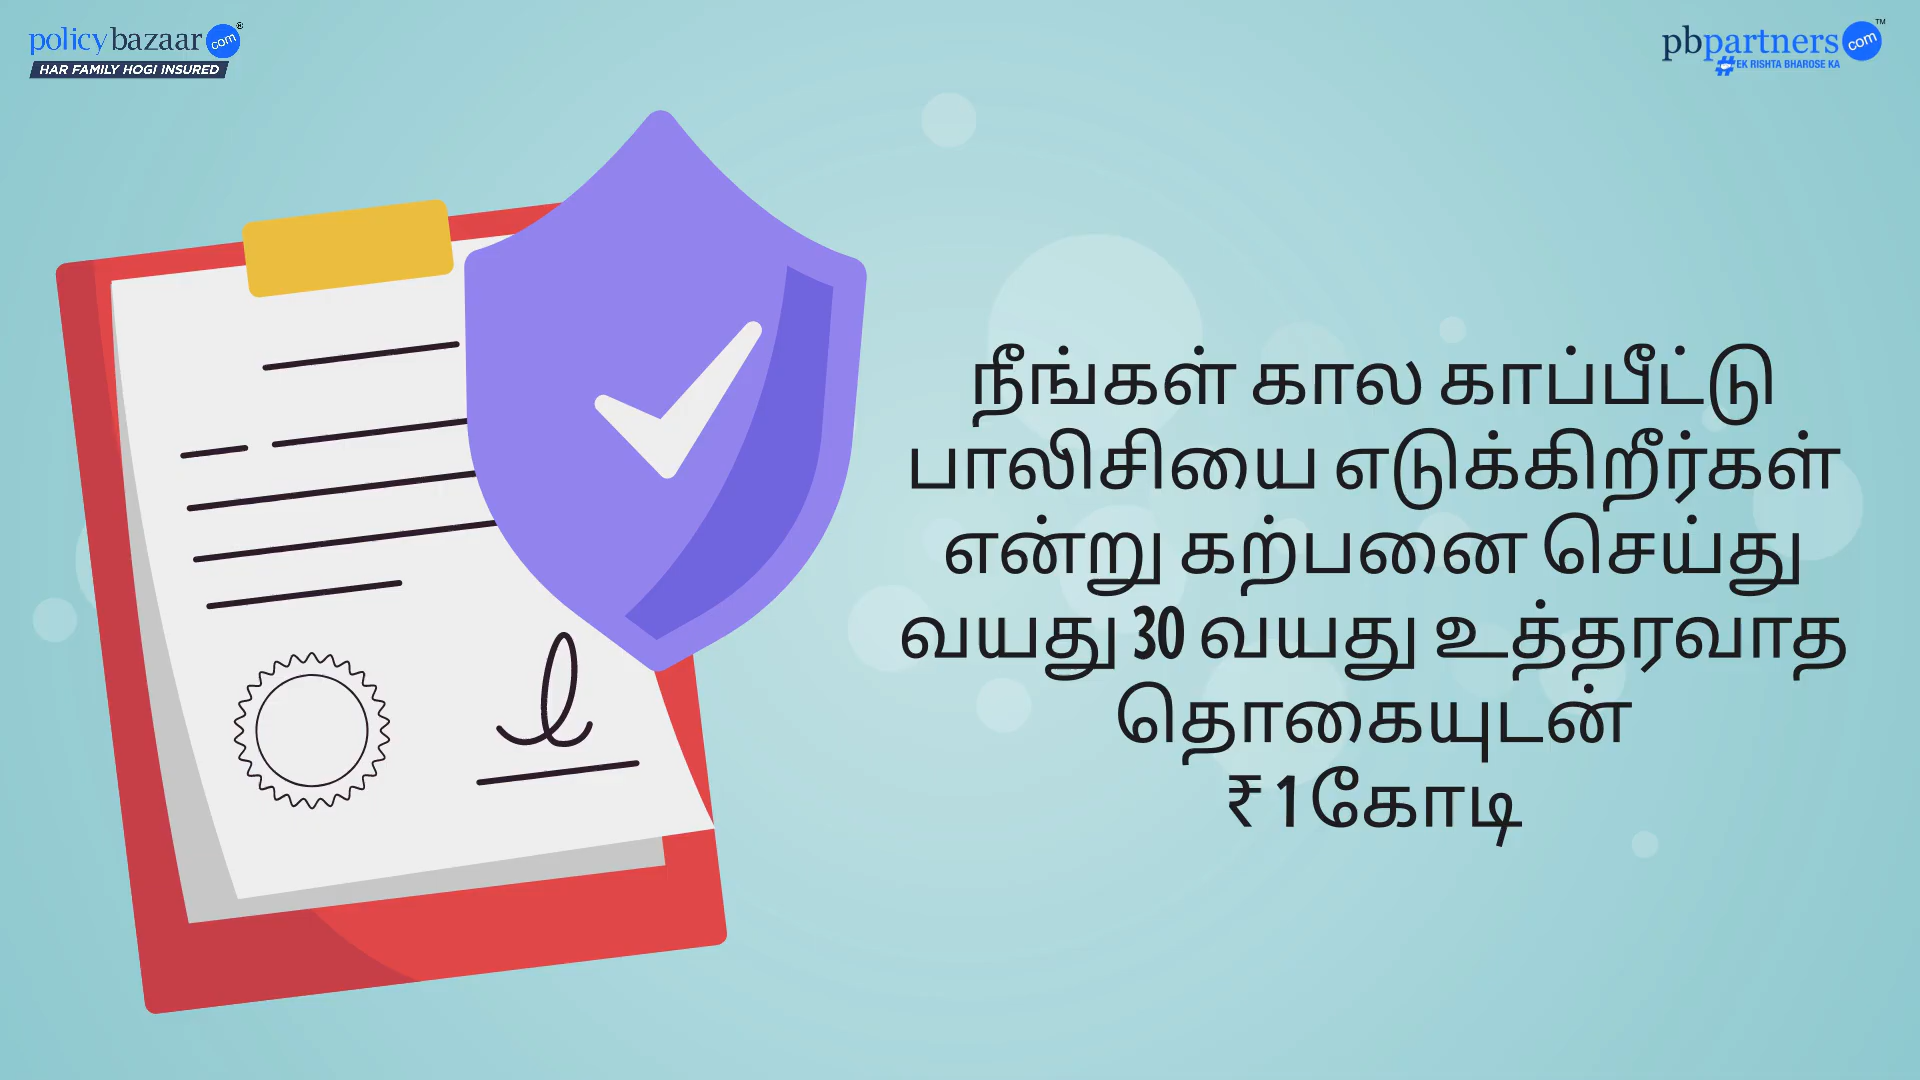 policybazaar.com®
HAR FAMILY HOGI INSURED
pbpartners.com™
#EK RISHTA BHAROSE KA
நீங்கள் கால காப்பீட்டு
பாலிசியை எடுக்கிறீர்கள்
என்று கற்பனை செய்து
வயது 30 வயது உத்தரவாத
தொகையுடன்
₹1கோடி